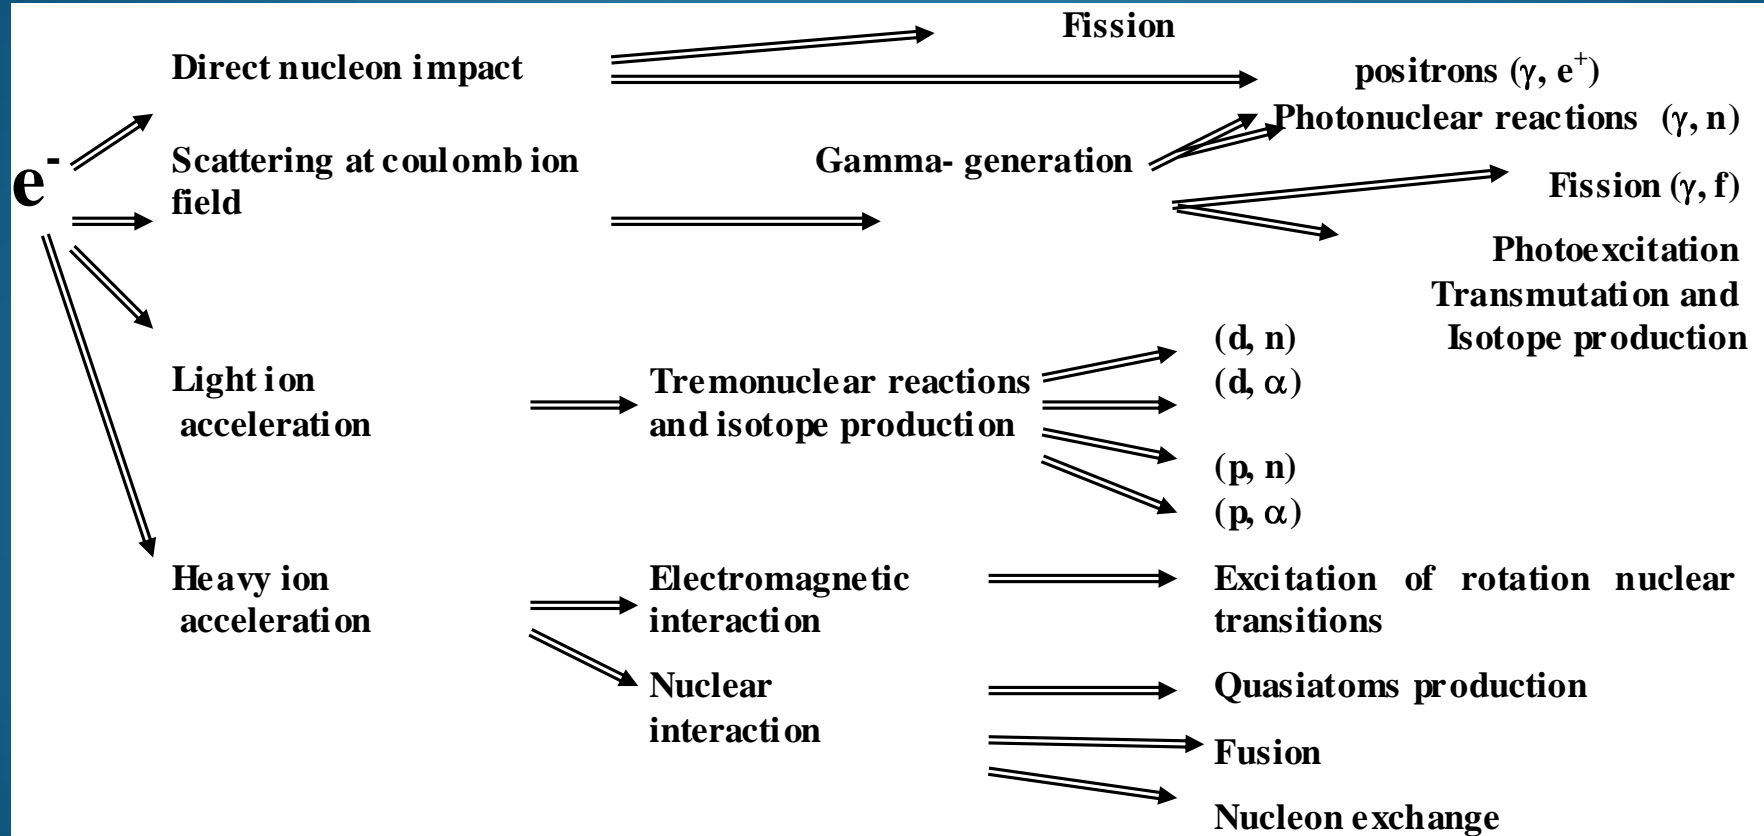 Fission
Direct nucleon impact
positrons (γ, e⁺)
Photonuclear reactions (γ, n)
e⁻
Scattering at coulomb ion
field
Gamma- generation
Fission (γ, f)
Photoexcitation
Transmutation and
Isotope production
Light ion
acceleration
Tremonuclear reactions
and isotope production
(d, n)
(d, α)
(p, n)
(p, α)
Heavy ion
acceleration
Electromagnetic
interaction
Excitation of rotation nuclear
transitions
Nuclear
interaction
Quasiatoms production
Fusion
Nucleon exchange